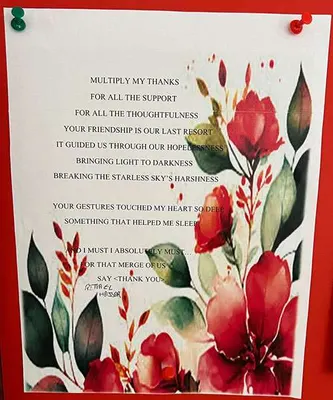 MULTIPLY MY THANKS
FOR ALL THE SUPPORT
FOR ALL THE THOUGHTFULNESS
YOUR FRIENDSHIP IS OUR LAST RESORT
IT GUIDED US THROUGH OUR HOPELESSNESS
BRINGING LIGHT TO DARKNESS
BREAKING THE STARLESS SKY'S HARSHNESS
YOUR GESTURES TOUCHED MY HEART SO DEEP
SOMETHING THAT HELPED ME SLEEP
SO I MUST I ABSOLUTELY MUST...
FOR THAT MERGE OF US
SAY <THANK YOU>